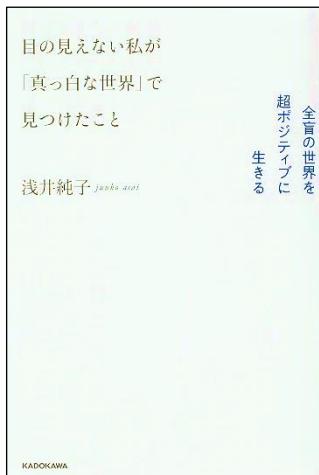 目の見えない私が
「真っ白な世界」で
見つけたこと
浅井純子 junko asai
全盲の世界を
超ポジティブに
生きる
KADOKAWA